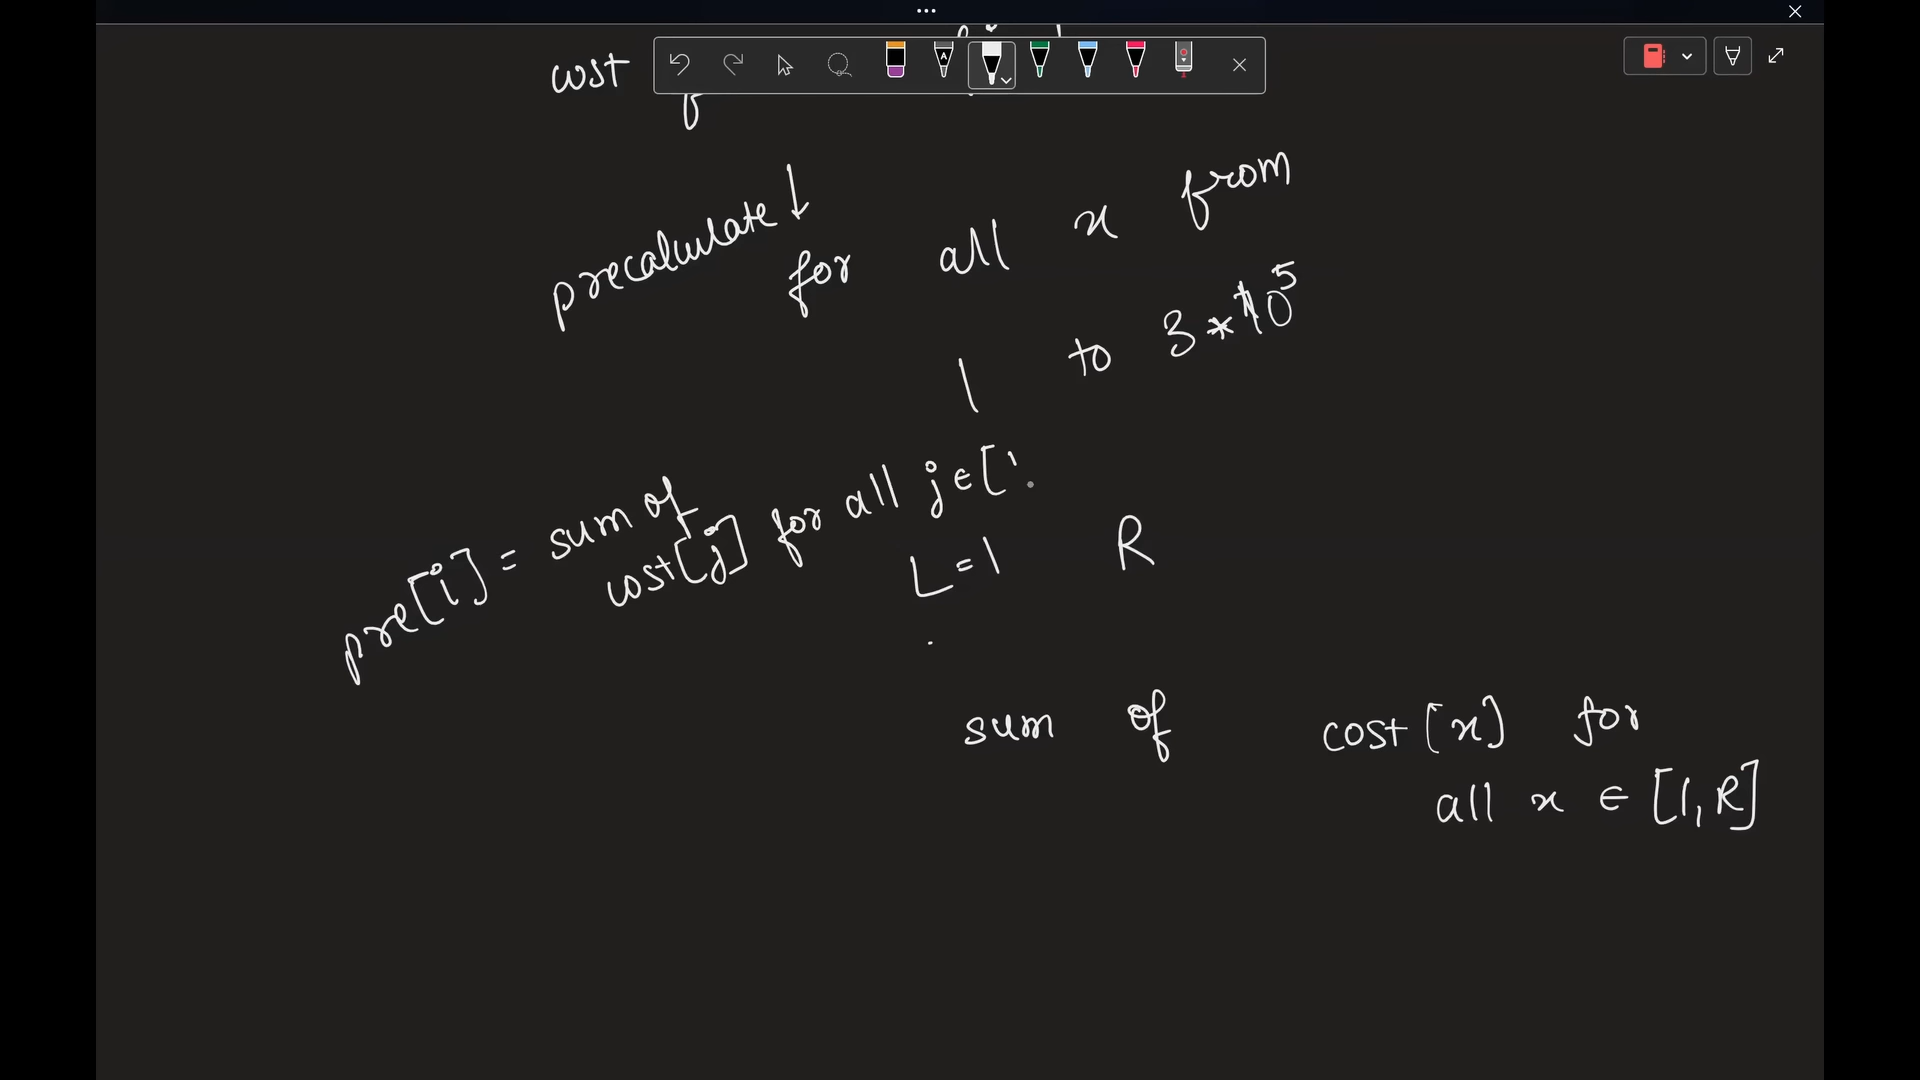 cost
precalculate ↓
for all x from
1 to 3*10^5
pre[i] = sum of
cost[j] for all j ∈ [1
L=1 R
sum of cost[x] for
all x ∈ [1,R]